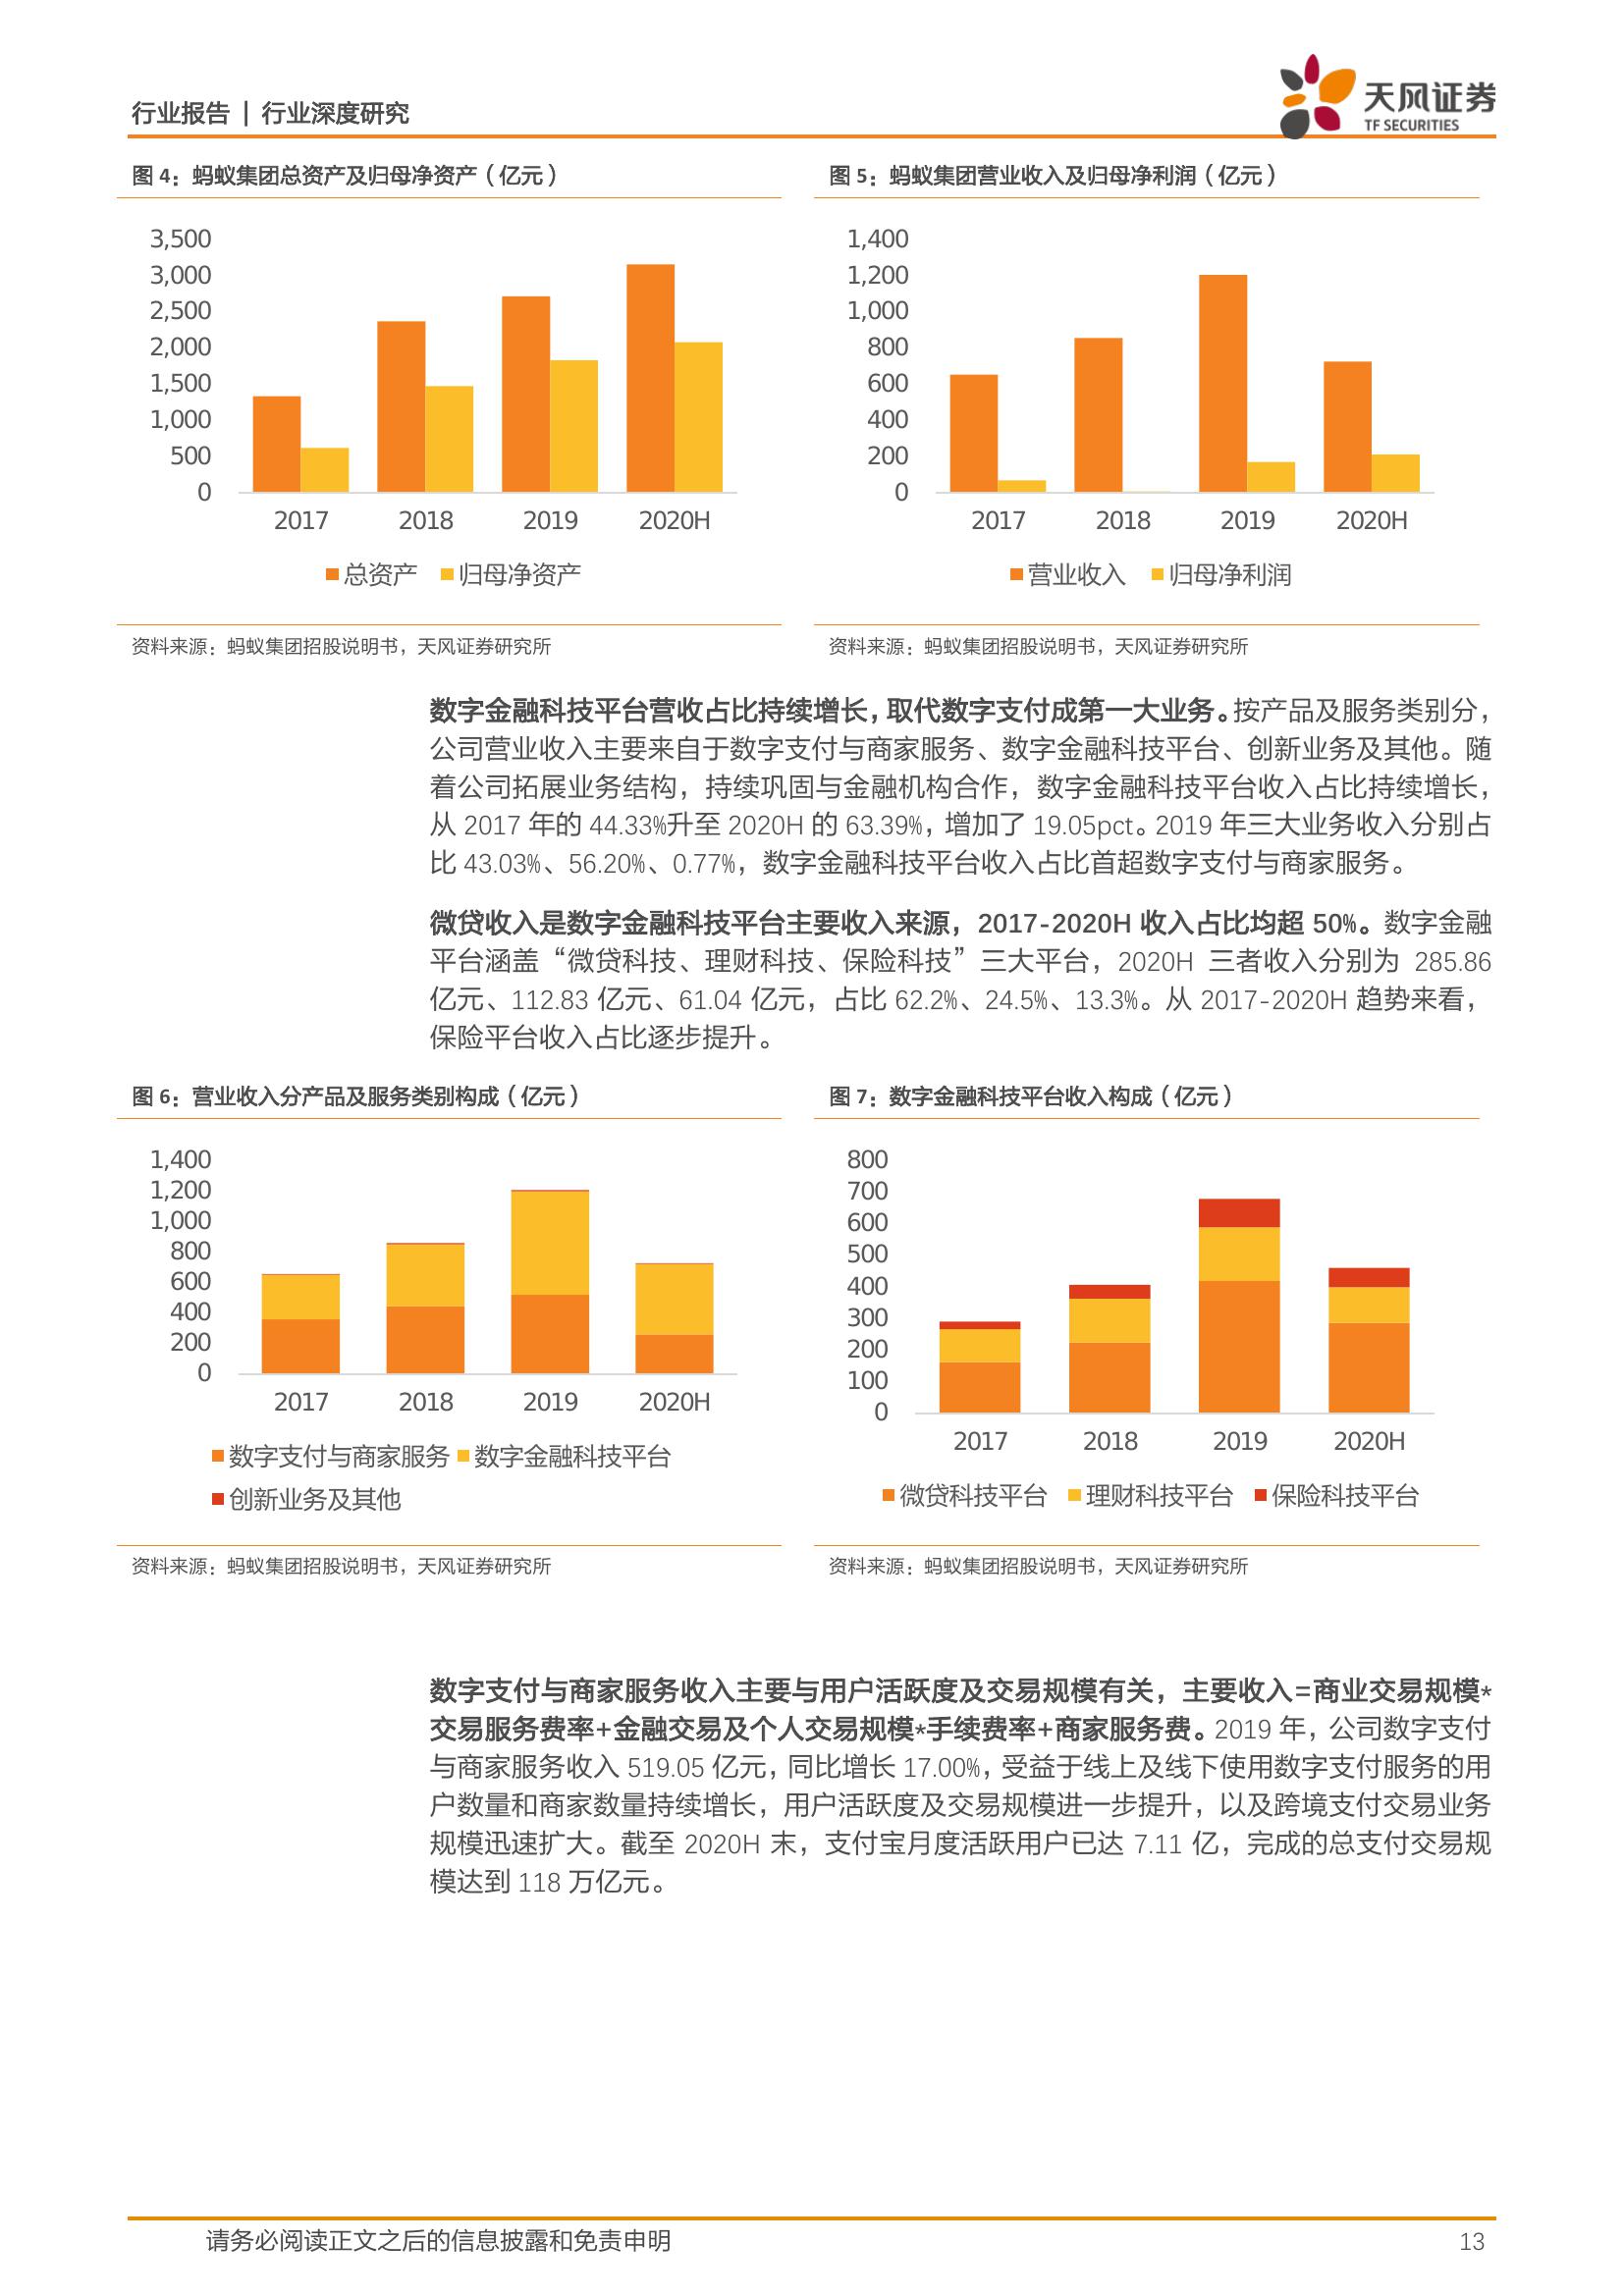 行业报告 | 行业深度研究
天风证券
TF SECURITIES
图 4：蚂蚁集团总资产及归母净资产（亿元）
3,500
3,000
2,500
2,000
1,500
1,000
500
0
2017 2018 2019 2020H
总资产 归母净资产
资料来源：蚂蚁集团招股说明书，天风证券研究所
图 5：蚂蚁集团营业收入及归母净利润（亿元）
1,400
1,200
1,000
800
600
400
200
0
2017 2018 2019 2020H
营业收入 归母净利润
资料来源：蚂蚁集团招股说明书，天风证券研究所
数字金融科技平台营收占比持续增长，取代数字支付成第一大业务。按产品及服务类别分，
公司营业收入主要来自于数字支付与商家服务、数字金融科技平台、创新业务及其他。随
着公司拓展业务结构，持续巩固与金融机构合作，数字金融科技平台收入占比持续增长，
从 2017 年的 44.33%升至 2020H 的 63.39%，增加了 19.05pct。2019 年三大业务收入分别占
比 43.03%、56.20%、0.77%，数字金融科技平台收入占比首超数字支付与商家服务。
微贷收入是数字金融科技平台主要收入来源，2017-2020H 收入占比均超 50%。数字金融
平台涵盖“微贷科技、理财科技、保险科技”三大平台，2020H 三者收入分别为 285.86
亿元、112.83 亿元、61.04 亿元，占比 62.2%、24.5%、13.3%。从 2017-2020H 趋势来看，
保险平台收入占比逐步提升。
图 6：营业收入分产品及服务类别构成（亿元）
1,400
1,200
1,000
800
600
400
200
0
2017 2018 2019 2020H
数字支付与商家服务 数字金融科技平台
创新业务及其他
资料来源：蚂蚁集团招股说明书，天风证券研究所
图 7：数字金融科技平台收入构成（亿元）
800
700
600
500
400
300
200
100
0
2017 2018 2019 2020H
微贷科技平台 理财科技平台 保险科技平台
资料来源：蚂蚁集团招股说明书，天风证券研究所
数字支付与商家服务收入主要与用户活跃度及交易规模有关，主要收入=商业交易规模*
交易服务费率+金融交易及个人交易规模*手续费率+商家服务费。2019 年，公司数字支付
与商家服务收入 519.05 亿元，同比增长 17.00%，受益于线上及线下使用数字支付服务的用
户数量和商家数量持续增长，用户活跃度及交易规模进一步提升，以及跨境支付交易业务
规模迅速扩大。截至 2020H 末，支付宝月度活跃用户已达 7.11 亿，完成的总支付交易规
模达到 118 万亿元。
请务必阅读正文之后的信息披露和免责申明
13